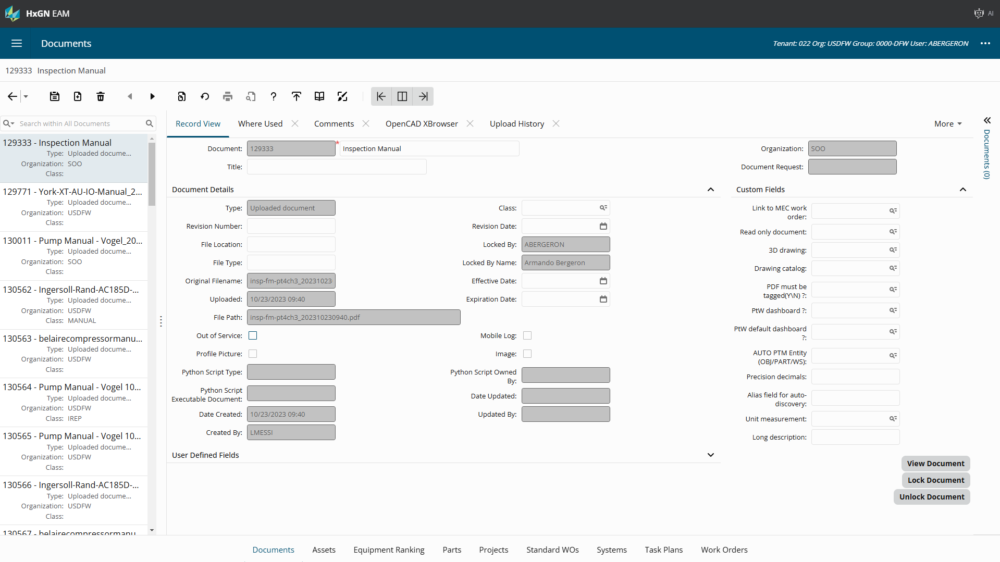 HxGN EAM
AI
Documents
Tenant: 022 Org: USDFW Group: 0000-DFW User: ABERGERON
129333 Inspection Manual
Search within All Documents
129333 - Inspection Manual
Type: Uploaded docume...
Organization: SOO
Class:
129771 - York-XT-AU-IO-Manual_2...
Type: Uploaded docume...
Organization: USDFW
Class:
130011 - Pump Manual - Vogel_20...
Type: Uploaded docume...
Organization: SOO
Class:
130562 - Ingersoll-Rand-AC185D-...
Type: Uploaded docume...
Organization: USDFW
Class: MANUAL
130563 - belairecompressormanu...
Type: Uploaded docume...
Organization: USDFW
Class:
130564 - Pump Manual - Vogel 10...
Type: Uploaded docume...
Organization: USDFW
Class: IREP
130565 - Pump Manual - Vogel 10...
Type: Uploaded docume...
Organization: USDFW
Class:
130566 - Ingersoll-Rand-AC185D-...
Type: Uploaded docume...
Organization: USDFW
Class:
130567 - belairecompressormanu
Record View Where Used Comments OpenCAD XBrowser Upload History More
Document: 129333 * Inspection Manual
Title:
Organization: SOO
Document Request:
Document Details
Type: Uploaded document
Revision Number:
File Location:
File Type:
Original Filename: insp-fm-pt4ch3_20231023
Uploaded: 10/23/2023 09:40
File Path: insp-fm-pt4ch3_202310230940.pdf
Out of Service:
Profile Picture:
Python Script Type:
Python Script
Executable Document:
Date Created: 10/23/2023 09:40
Created By: LMESSI
Class:
Revision Date:
Locked By: ABERGERON
Locked By Name: Armando Bergeron
Effective Date:
Expiration Date:
Mobile Log:
Image:
Python Script Owned
By:
Date Updated:
Updated By:
User Defined Fields
Custom Fields
Link to MEC work
order:
Read only document:
3D drawing:
Drawing catalog:
PDF must be
tagged(Y\N) ?:
PtW dashboard ?:
PtW default dashboard
?:
AUTO PTM Entity
(OBJ/PART/WS):
Precision decimals:
Alias field for auto-
discovery:
Unit measurement:
Long description:
View Document
Lock Document
Unlock Document
Documents (0)
Documents Assets Equipment Ranking Parts Projects Standard WOs Systems Task Plans Work Orders